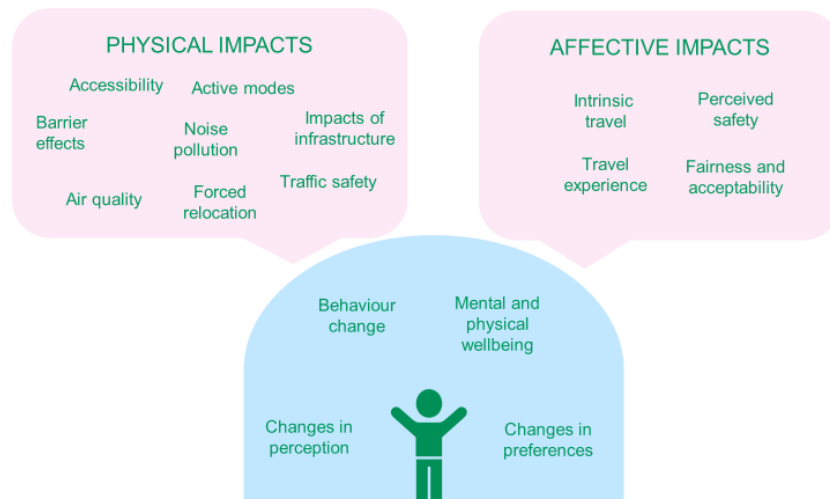 PHYSICAL IMPACTS
Accessibility
Active modes
Barrier
effects
Noise
pollution
Impacts of
infrastructure
Air quality
Forced
relocation
Traffic safety
AFFECTIVE IMPACTS
Intrinsic
travel
Perceived
safety
Travel
experience
Fairness and
acceptability
Behaviour
change
Mental and
physical
wellbeing
Changes in
perception
Changes in
preferences